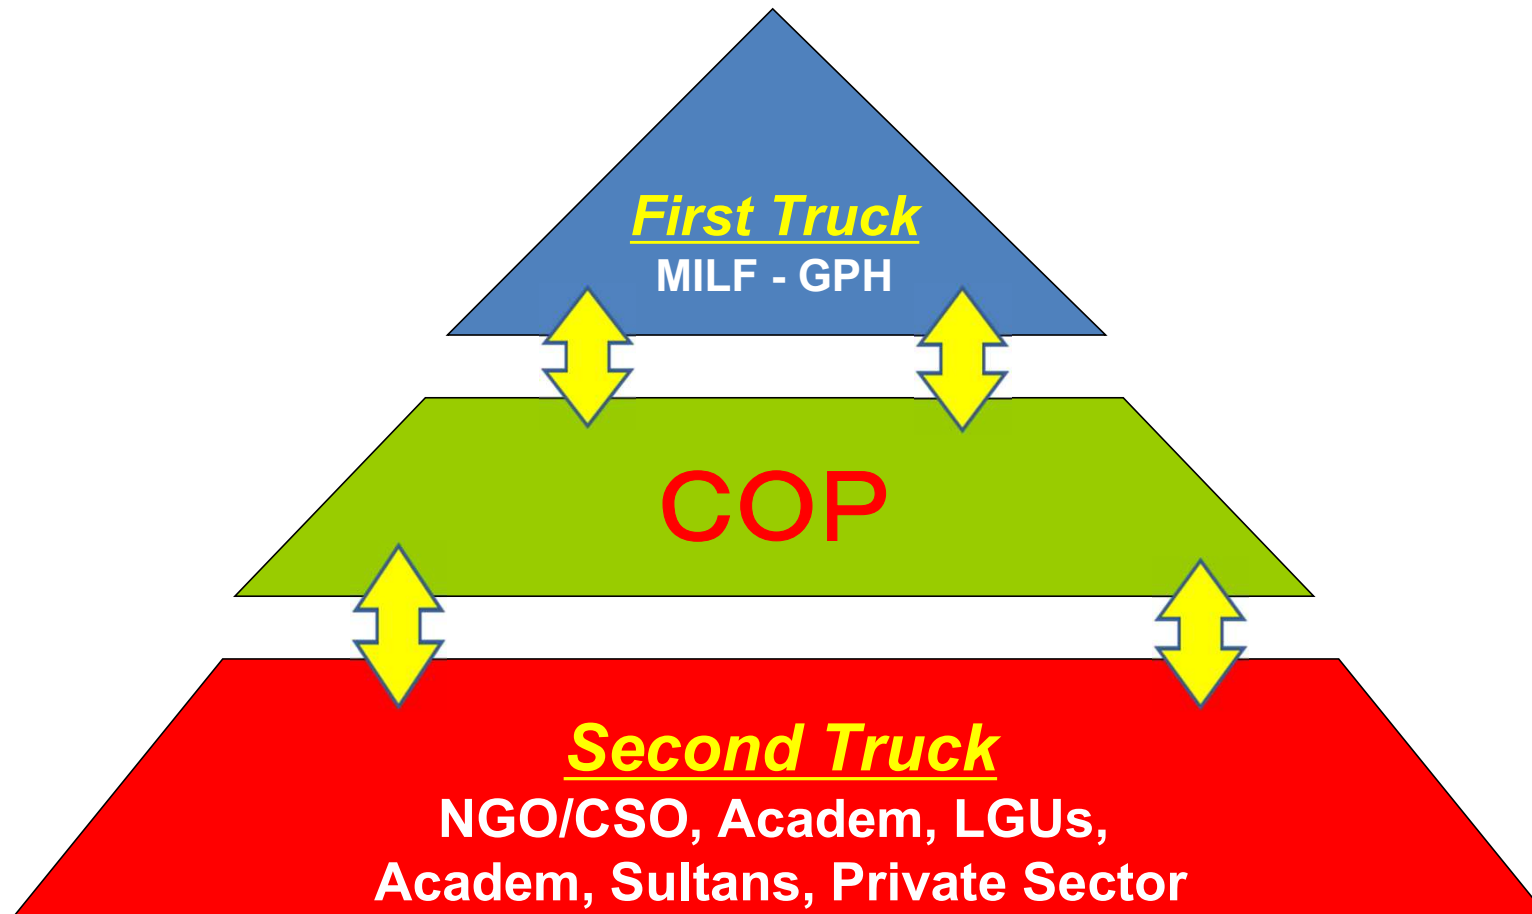 First Truck
MILF - GPH
COP
Second Truck
NGO/CSO, Academ, LGUs,
Academ, Sultans, Private Sector